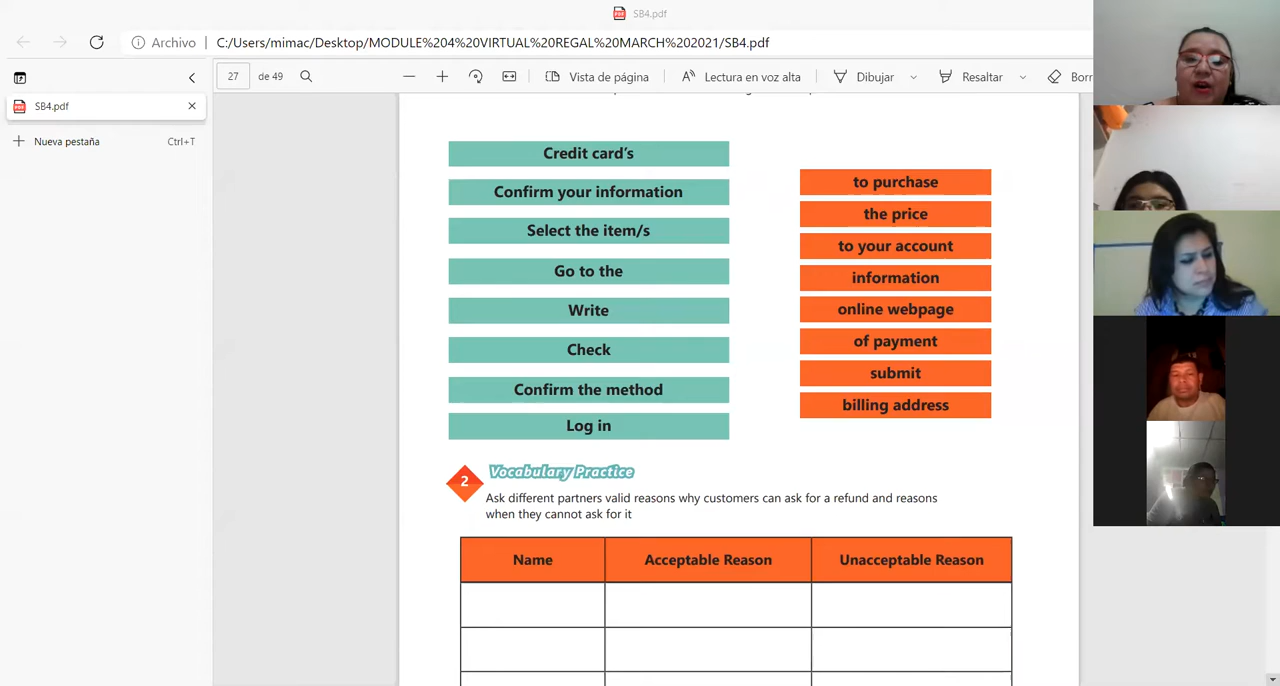 SB4.pdf
Archivo
C:/Users/mimac/Desktop/MODULE%204%20VIRTUAL%20REGAL%20MARCH%202021/SB4.pdf
27 de 49
Vista de página
Lectura en voz alta
Dibujar
Resaltar
Borr
SB4.pdf
Nueva pestaña
Ctrl+T
Credit card's
Confirm your information
Select the item/s
Go to the
Write
Check
Confirm the method
Log in
to purchase
the price
to your account
information
online webpage
of payment
submit
billing address
2
Vocabulary Practice
Ask different partners valid reasons why customers can ask for a refund and reasons
when they cannot ask for it
Name
Acceptable Reason
Unacceptable Reason